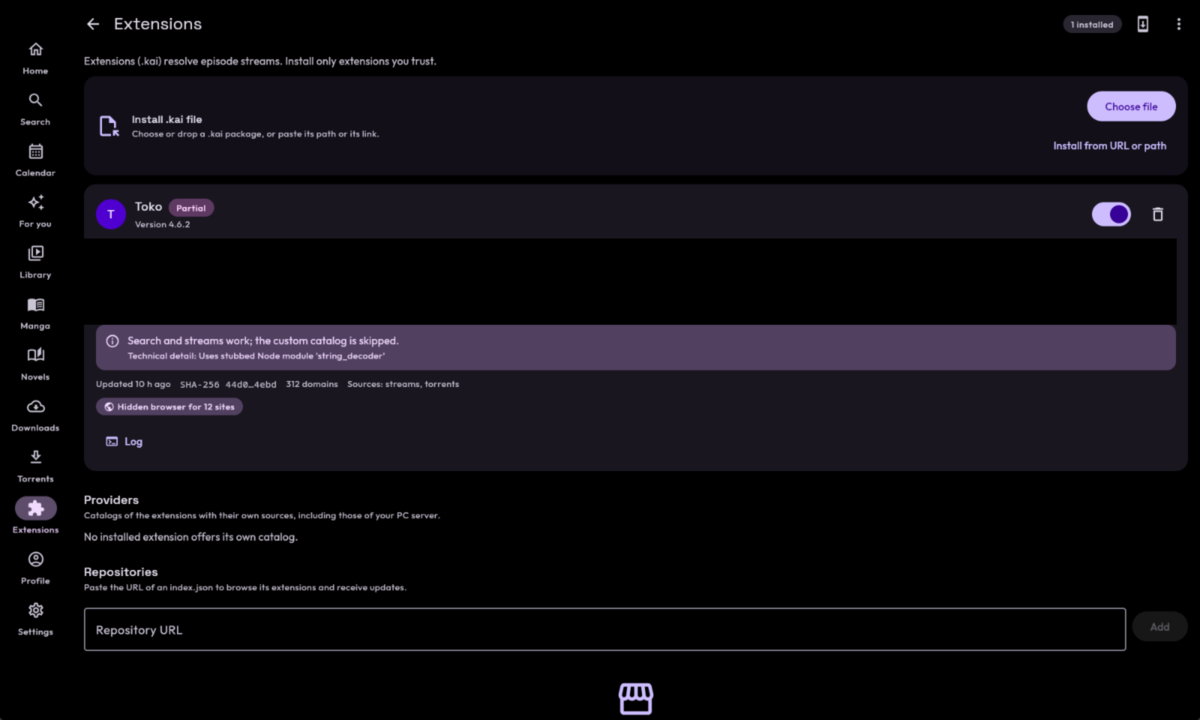 Extensions
1 installed
Home
Search
Calendar
For you
Library
Manga
Novels
Downloads
Torrents
Extensions
Profile
Settings
Extensions (.kai) resolve episode streams. Install only extensions you trust.
Install .kai file
Choose or drop a .kai package, or paste its path or its link.
Choose file
Install from URL or path
T
Toko
Partial
Version 4.6.2
Search and streams work; the custom catalog is skipped.
Technical detail: Uses stubbed Node module 'string_decoder'
Updated 10 h ago SHA-256 44d0…4ebd 312 domains Sources: streams, torrents
Hidden browser for 12 sites
Log
Providers
Catalogs of the extensions with their own sources, including those of your PC server.
No installed extension offers its own catalog.
Repositories
Paste the URL of an index.json to browse its extensions and receive updates.
Repository URL
Add